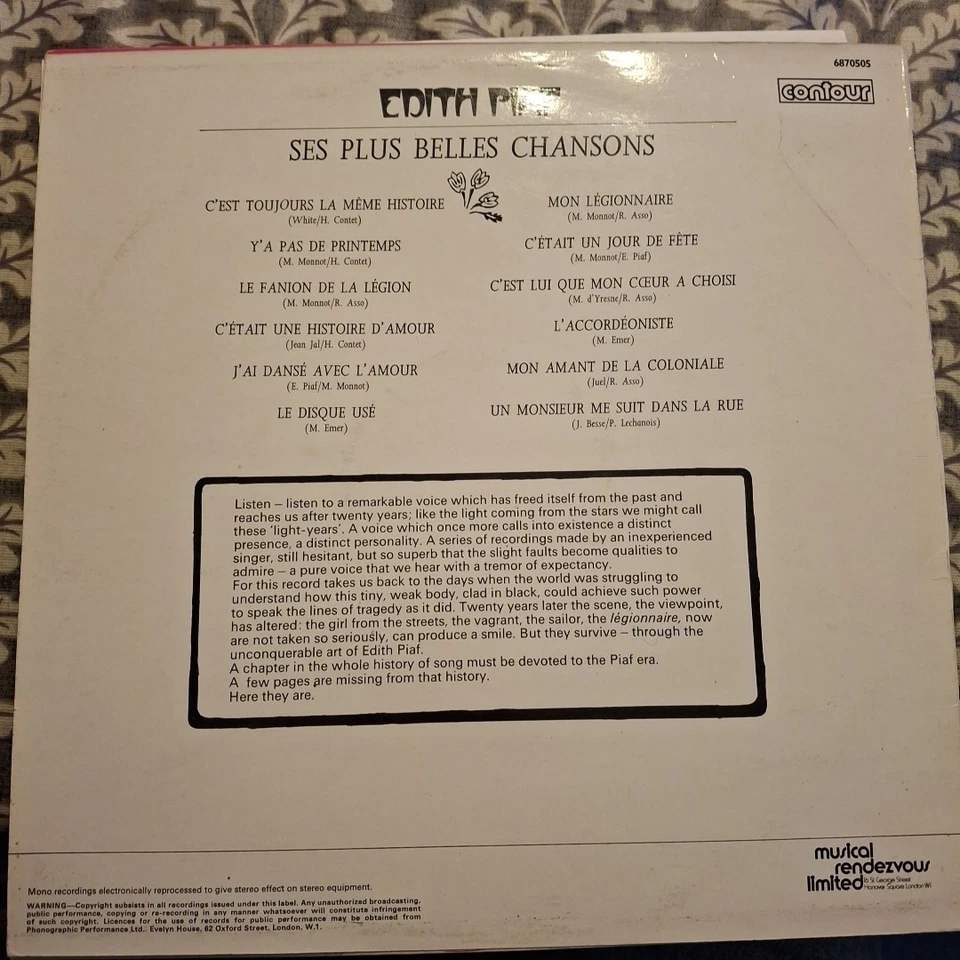 6870505
contour
EDITH PIAF
SES PLUS BELLES CHANSONS
C'EST TOUJOURS LA MÊME HISTOIRE
(White/H. Contet)
Y'A PAS DE PRINTEMPS
(M. Monnot/H. Contet)
LE FANION DE LA LÉGION
(M. Monnot/R. Asso)
C'ÉTAIT UNE HISTOIRE D'AMOUR
(Jean Jal/H. Contet)
J'AI DANSÉ AVEC L'AMOUR
(E. Piaf/M. Monnot)
LE DISQUE USÉ
(M. Emer)
MON LÉGIONNAIRE
(M. Monnot/R. Asso)
C'ÉTAIT UN JOUR DE FÊTE
(M. Monnot/E. Piaf)
C'EST LUI QUE MON CŒUR A CHOISI
(M. d'Yresne/R. Asso)
L'ACCORDÉONISTE
(M. Emer)
MON AMANT DE LA COLONIALE
(Juel/R. Asso)
UN MONSIEUR ME SUIT DANS LA RUE
(J. Besse/P. Lechanois)
Listen – listen to a remarkable voice which has freed itself from the past and
reaches us after twenty years; like the light coming from the stars we might call
these 'light-years'. A voice which once more calls into existence a distinct
presence, a distinct personality. A series of recordings made by an inexperienced
singer, still hesitant, but so superb that the slight faults become qualities to
admire – a pure voice that we hear with a tremor of expectancy.
For this record takes us back to the days when the world was struggling to
understand how this tiny, weak body, clad in black, could achieve such power
to speak the lines of tragedy as it did. Twenty years later the scene, the viewpoint,
has altered: the girl from the streets, the vagrant, the sailor, the légionnaire, now
are not taken so seriously, can produce a smile. But they survive – through the
unconquerable art of Edith Piaf.
A chapter in the whole history of song must be devoted to the Piaf era.
A few pages are missing from that history.
Here they are.
musical
rendezvous
limited
16 St. George Street
Hanover Square London W1
Mono recordings electronically reprocessed to give stereo effect on stereo equipment.
WARNING—Copyright subsists in all recordings issued under this label. Any unauthorized broadcasting,
public performance, copying or re-recording in any manner whatsoever will constitute infringement
of such copyright. Licences for the use of records for public performance may be obtained from
Phonographic Performance Ltd. Evelyn House, 62 Oxford Street, London, W.1.